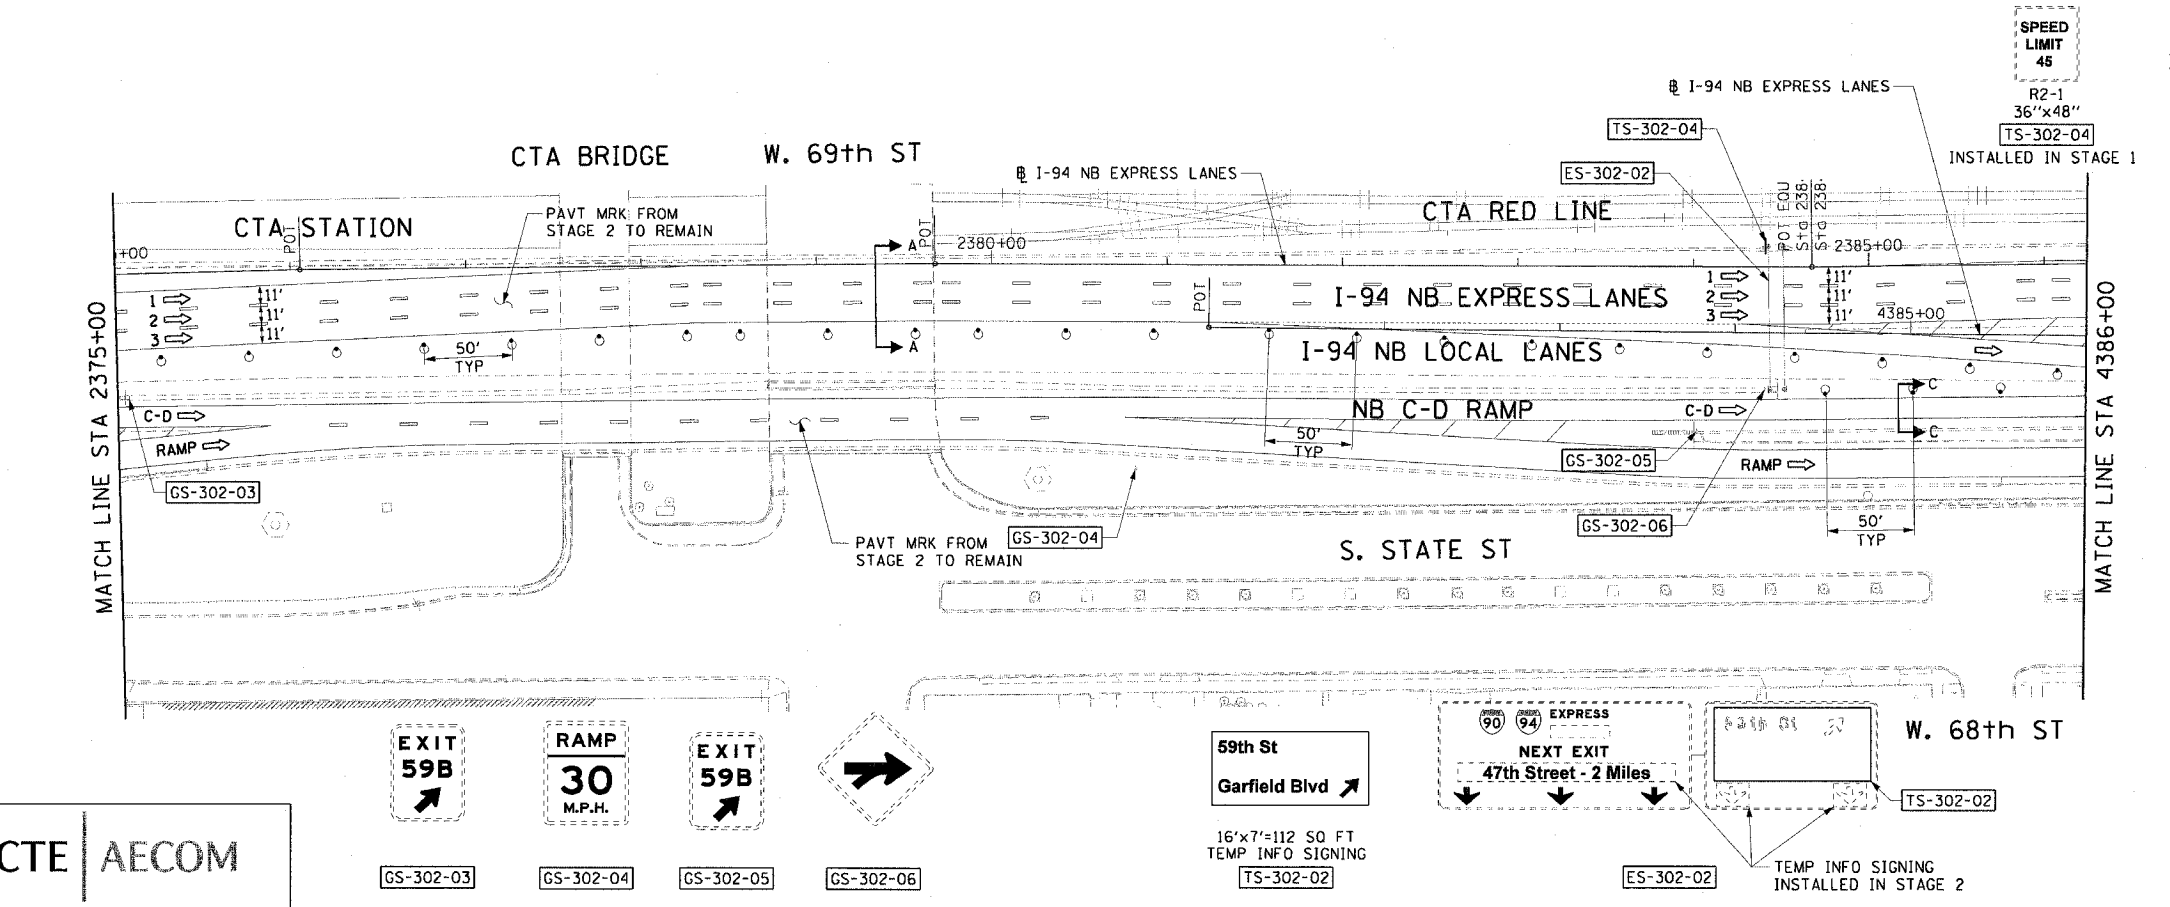 SPEED
LIMIT
45
R2-1
36"x48"
TS-302-04
INSTALLED IN STAGE 1
℄ I-94 NB EXPRESS LANES
TS-302-04
ES-302-02
CTA BRIDGE
W. 69th ST
℄ I-94 NB EXPRESS LANES
CTA STATION
POT
PAVT MRK FROM
STAGE 2 TO REMAIN
CTA RED LINE
POT EQU
Sta 238
Sta 238
+00
A
POT
2380+00
2385+00
1
2
3
11'
11'
11'
POT
I-94 NB EXPRESS LANES
1
2
3
11'
11'
11'
4385+00
A
50'
TYP
I-94 NB LOCAL LANES
MATCH LINE STA 2375+00
MATCH LINE STA 4386+00
C-D
RAMP
NB C-D RAMP
C-D
C
C
50'
TYP
GS-302-05
RAMP
GS-302-03
GS-302-04
GS-302-06
50'
TYP
PAVT MRK FROM
STAGE 2 TO REMAIN
S. STATE ST
W. 68th ST
EXIT
59B
GS-302-03
RAMP
30
M.P.H.
GS-302-04
EXIT
59B
GS-302-05
GS-302-06
59th St
Garfield Blvd
16'x7'=112 SQ FT
TEMP INFO SIGNING
TS-302-02
90 94 EXPRESS
NEXT EXIT
47th Street - 2 Miles
ES-302-02
TS-302-02
TEMP INFO SIGNING
INSTALLED IN STAGE 2
CTE AECOM